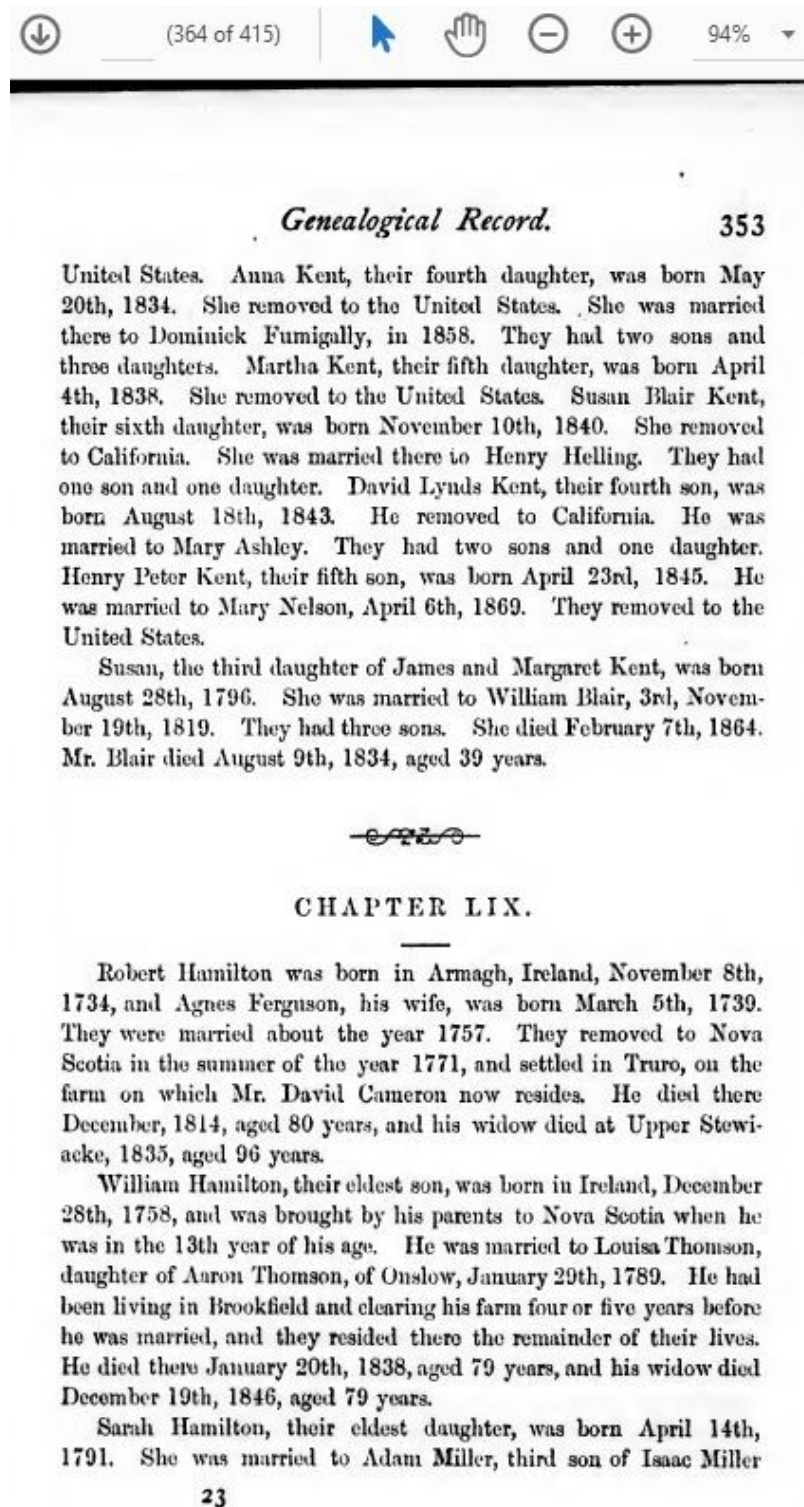 (364 of 415)
94%
Genealogical Record.
353
United States. Anna Kent, their fourth daughter, was born May
20th, 1834. She removed to the United States. She was married
there to Dominick Fumigally, in 1858. They had two sons and
three daughters. Martha Kent, their fifth daughter, was born April
4th, 1838. She removed to the United States. Susan Blair Kent,
their sixth daughter, was born November 10th, 1840. She removed
to California. She was married there to Henry Helling. They had
one son and one daughter. David Lynds Kent, their fourth son, was
born August 18th, 1843. He removed to California. He was
married to Mary Ashley. They had two sons and one daughter.
Henry Peter Kent, their fifth son, was born April 23rd, 1845. He
was married to Mary Nelson, April 6th, 1869. They removed to the
United States.
Susan, the third daughter of James and Margaret Kent, was born
August 28th, 1796. She was married to William Blair, 3rd, Novem-
ber 19th, 1819. They had three sons. She died February 7th, 1864.
Mr. Blair died August 9th, 1834, aged 39 years.
CHAPTER LIX.
Robert Hamilton was born in Armagh, Ireland, November 8th,
1734, and Agnes Ferguson, his wife, was born March 5th, 1739.
They were married about the year 1757. They removed to Nova
Scotia in the summer of the year 1771, and settled in Truro, on the
farm on which Mr. David Cameron now resides. He died there
December, 1814, aged 80 years, and his widow died at Upper Stewi-
acke, 1835, aged 96 years.
William Hamilton, their eldest son, was born in Ireland, December
28th, 1758, and was brought by his parents to Nova Scotia when he
was in the 13th year of his age. He was married to Louisa Thomson,
daughter of Aaron Thomson, of Onslow, January 29th, 1789. He had
been living in Brookfield and clearing his farm four or five years before
he was married, and they resided there the remainder of their lives.
He died there January 20th, 1838, aged 79 years, and his widow died
December 19th, 1846, aged 79 years.
Sarah Hamilton, their eldest daughter, was born April 14th,
1791. She was married to Adam Miller, third son of Isaac Miller
23